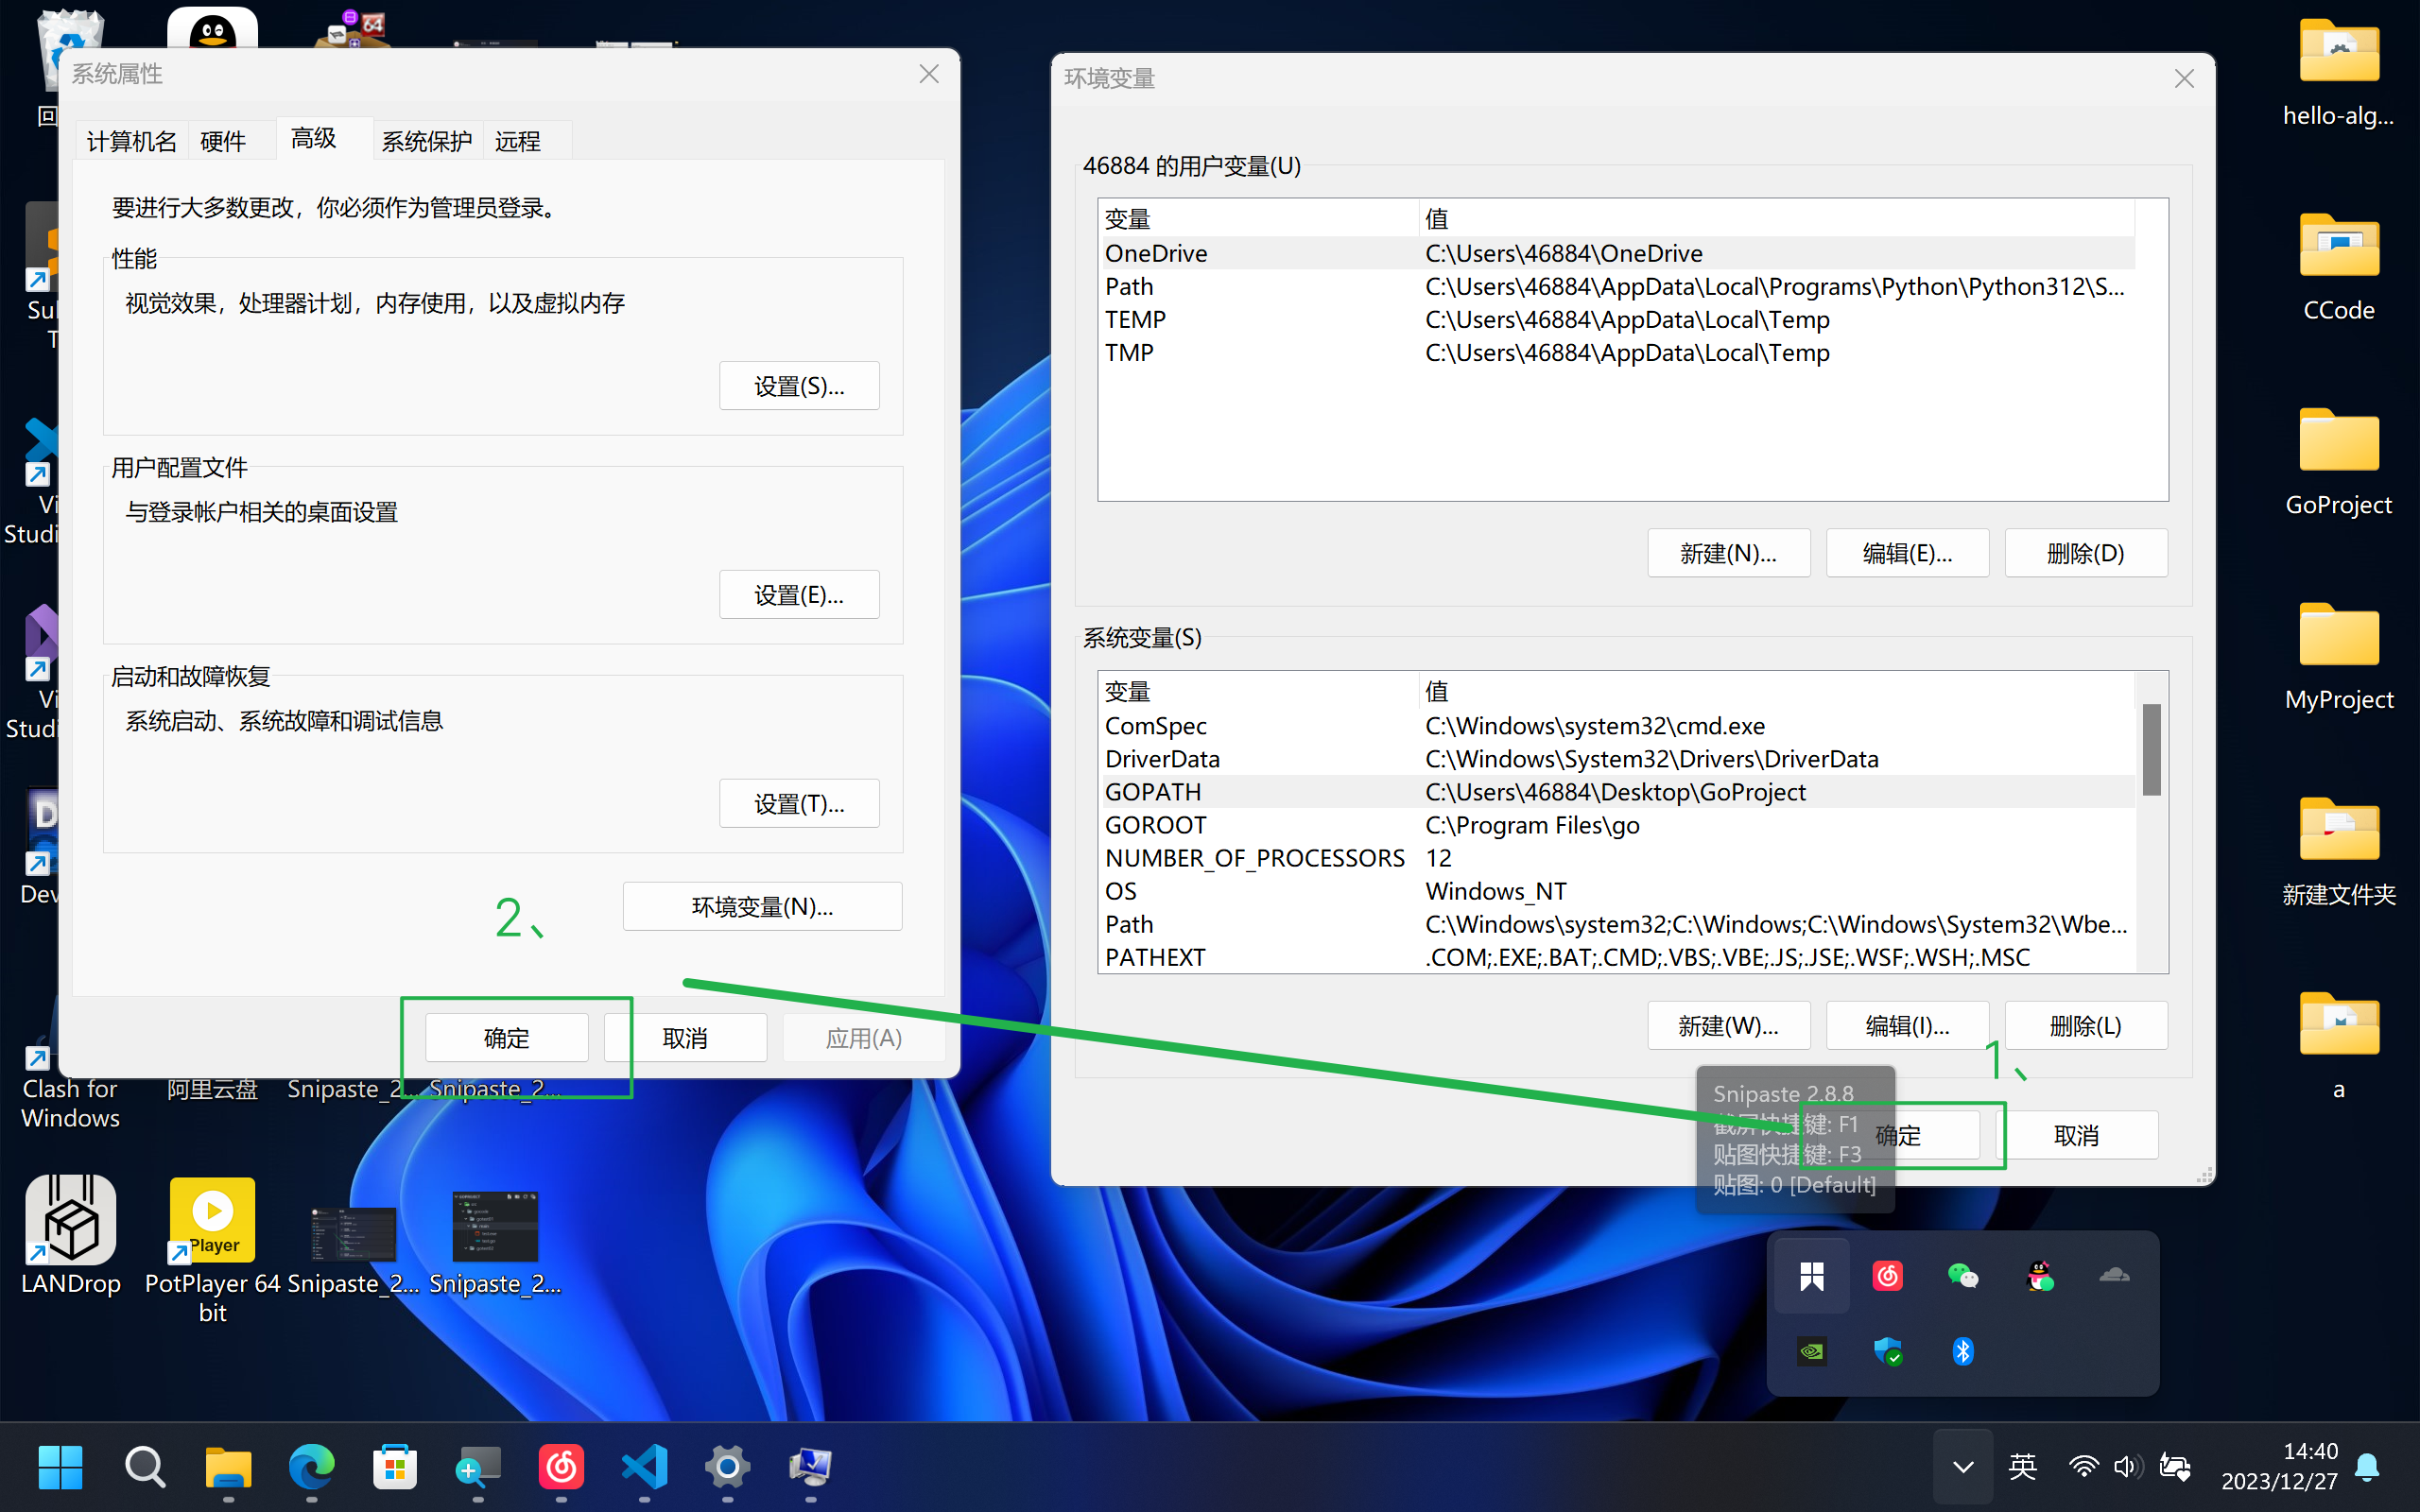 系统属性
计算机名
硬件
高级
系统保护
远程
要进行大多数更改，你必须作为管理员登录。
性能
视觉效果，处理器计划，内存使用，以及虚拟内存
设置(S)...
用户配置文件
与登录帐户相关的桌面设置
设置(E)...
启动和故障恢复
系统启动、系统故障和调试信息
设置(T)...
2、
环境变量(N)...
确定
取消
应用(A)
环境变量
46884 的用户变量(U)
变量 值
OneDrive C:\Users\46884\OneDrive
Path C:\Users\46884\AppData\Local\Programs\Python\Python312\S...
TEMP C:\Users\46884\AppData\Local\Temp
TMP C:\Users\46884\AppData\Local\Temp
新建(N)...
编辑(E)...
删除(D)
系统变量(S)
变量 值
ComSpec C:\Windows\system32\cmd.exe
DriverData C:\Windows\System32\Drivers\DriverData
GOPATH C:\Users\46884\Desktop\GoProject
GOROOT C:\Program Files\go
NUMBER_OF_PROCESSORS 12
OS Windows_NT
Path C:\Windows\system32;C:\Windows;C:\Windows\System32\Wbe...
PATHEXT .COM;.EXE;.BAT;.CMD;.VBS;.VBE;.JS;.JSE;.WSF;.WSH;.MSC
新建(W)...
编辑(I)...
删除(L)
1、
Snipaste 2.8.8
截屏快捷键: F1
贴图快捷键: F3
贴图: 0 [Default]
确定
取消
hello-alg...
CCode
GoProject
MyProject
新建文件夹
a
回
Su
T
Vi
Studi
Vi
Studi
Dev
Clash for
Windows
阿里云盘
Snipaste_2...
Snipaste_2...
LANDrop
Player
PotPlayer 64
bit
Snipaste_2...
Snipaste_2...
64
英
14:40
2023/12/27